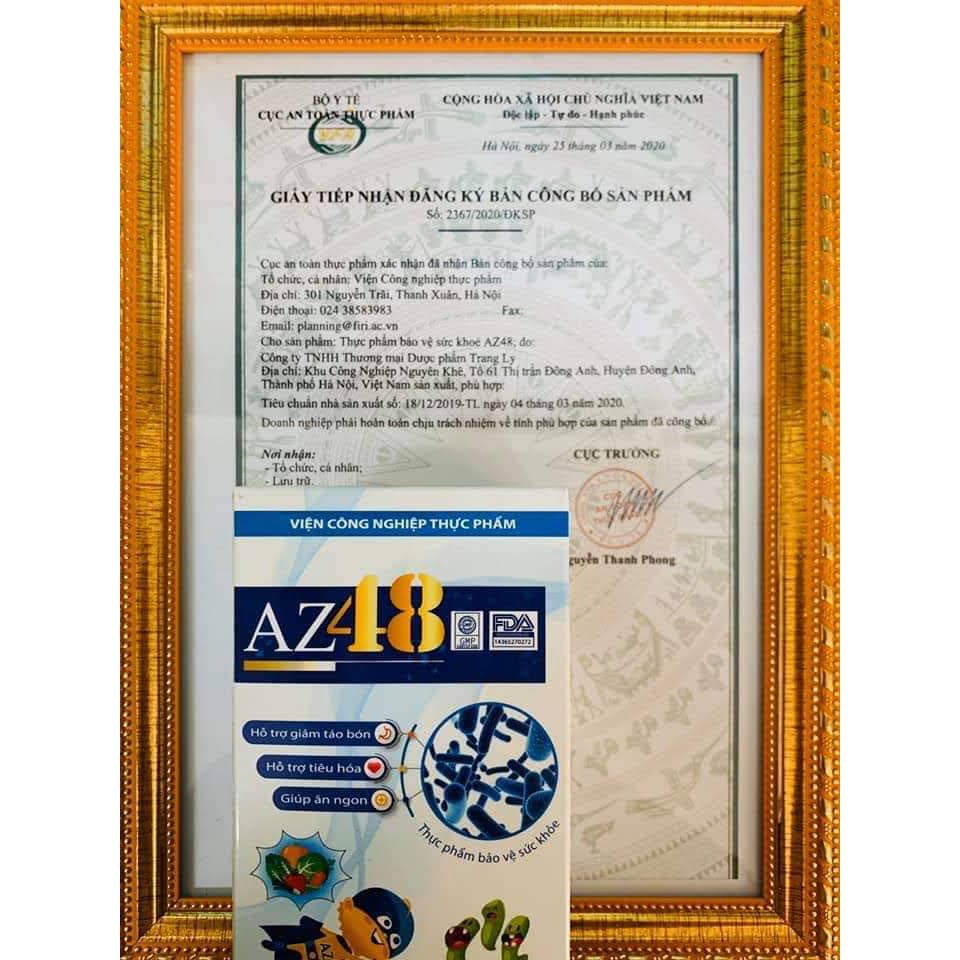 BỘ Y TẾ
CỤC AN TOÀN THỰC PHẨM
CỘNG HÒA XÃ HỘI CHỦ NGHĨA VIỆT NAM
Độc lập - Tự do - Hạnh phúc
Hà Nội, ngày 25 tháng 03 năm 2020
GIẤY TIẾP NHẬN ĐĂNG KÝ BẢN CÔNG BỐ SẢN PHẨM
Số: 2367/2020/ĐKSP
Cục an toàn thực phẩm xác nhận đã nhận Bản công bố sản phẩm của:
Tổ chức, cá nhân: Viện Công nghiệp thực phẩm
Địa chỉ: 301 Nguyễn Trãi, Thanh Xuân, Hà Nội
Điện thoại: 024 38583983 Fax:
Email: planning@firi.ac.vn
Cho sản phẩm: Thực phẩm bảo vệ sức khoẻ AZ48; do:
Công ty TNHH Thương mại Dược phẩm Trang Ly
Địa chỉ: Khu Công Nghiệp Nguyên Khê, Tổ 61 Thị trấn Đông Anh, Huyện Đông Anh,
Thành phố Hà Nội, Việt Nam sản xuất, phù hợp:
Tiêu chuẩn nhà sản xuất số: 18/12/2019-TL ngày 04 tháng 03 năm 2020.
Doanh nghiệp phải hoàn toàn chịu trách nhiệm về tính phù hợp của sản phẩm đã công bố./.
Nơi nhận:
- Tổ chức, cá nhân;
- Lưu trữ.
CỤC TRƯỞNG
guyễn Thanh Phong
VIỆN CÔNG NGHIỆP THỰC PHẨM
AZ48
GMP
FDA
14365270272
Hỗ trợ giảm táo bón
Hỗ trợ tiêu hóa
Giúp ăn ngon
Thực phẩm bảo vệ sức khỏe
AZ